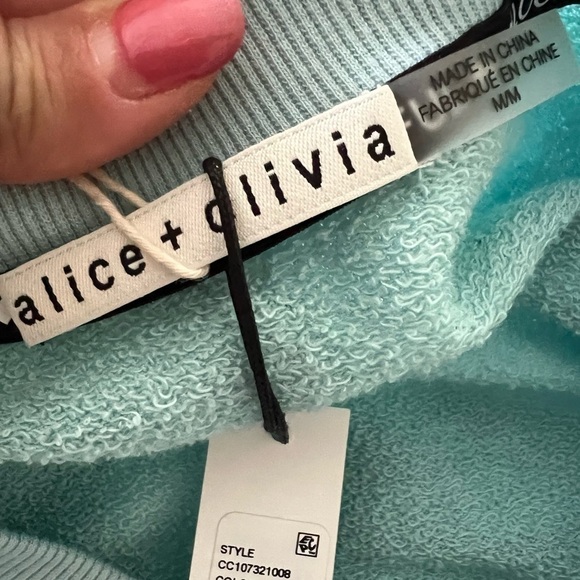 alice + olivia
MADE IN CHINA
FABRIQUÉ EN CHINE
M/M
STYLE
CC107321008